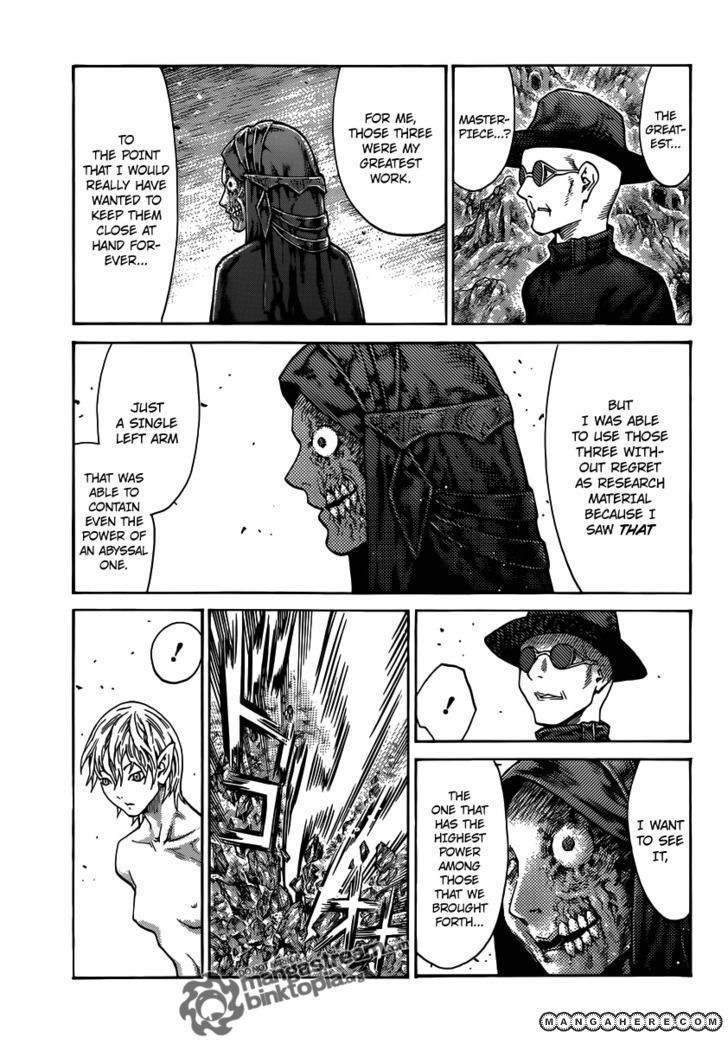 THE
GREAT-
EST...
MASTER-
PIECE...?
FOR ME,
THOSE THREE
WERE MY
GREATEST
WORK.
TO
THE POINT
THAT I WOULD
REALLY HAVE
WANTED TO
KEEP THEM
CLOSE AT
HAND FOR-
EVER...
BUT
I WAS ABLE
TO USE THOSE
THREE WITH-
OUT REGRET
AS RESEARCH
MATERIAL
BECAUSE I
SAW THAT
JUST
A SINGLE
LEFT ARM
THAT WAS
ABLE TO
CONTAIN
EVEN THE
POWER OF
AN ABYSSAL
ONE.
!
I WANT
TO SEE
IT,
THE
ONE THAT
HAS THE
HIGHEST
POWER
AMONG
THOSE
THAT WE
BROUGHT
FORTH...
!
mangastream.com
binktopia.org
MANGAHERE.COM